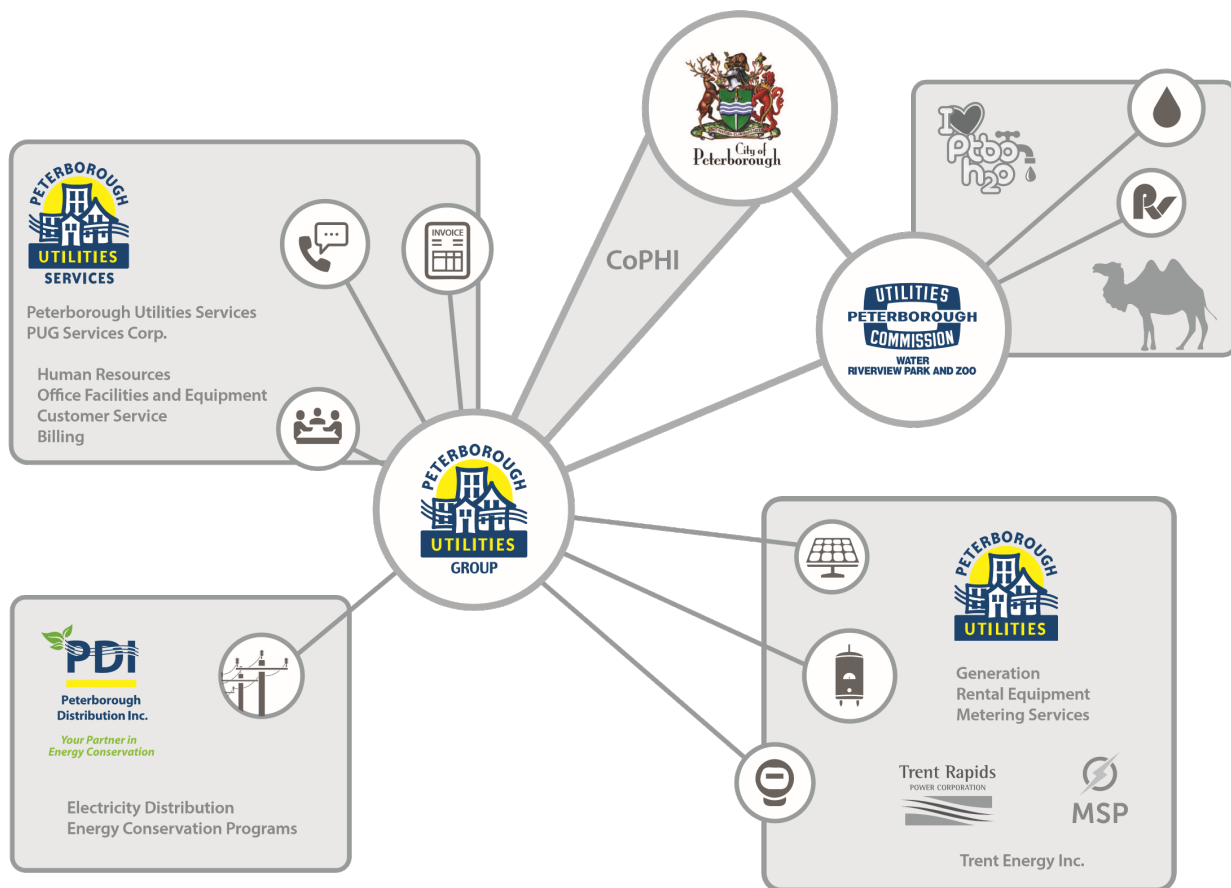 City of
Peterborough
CoPHI
I
Ptbo
h2o
RV
UTILITIES
PETERBOROUGH
COMMISSION
WATER
RIVERVIEW PARK AND ZOO
PETERBOROUGH
UTILITIES
SERVICES
Peterborough Utilities Services
PUG Services Corp.
Human Resources
Office Facilities and Equipment
Customer Service
Billing
INVOICE
PETERBOROUGH
UTILITIES
GROUP
PDI
Peterborough
Distribution Inc.
Your Partner in
Energy Conservation
Electricity Distribution
Energy Conservation Programs
PETERBOROUGH
UTILITIES
Generation
Rental Equipment
Metering Services
Trent Rapids
POWER CORPORATION
MSP
Trent Energy Inc.